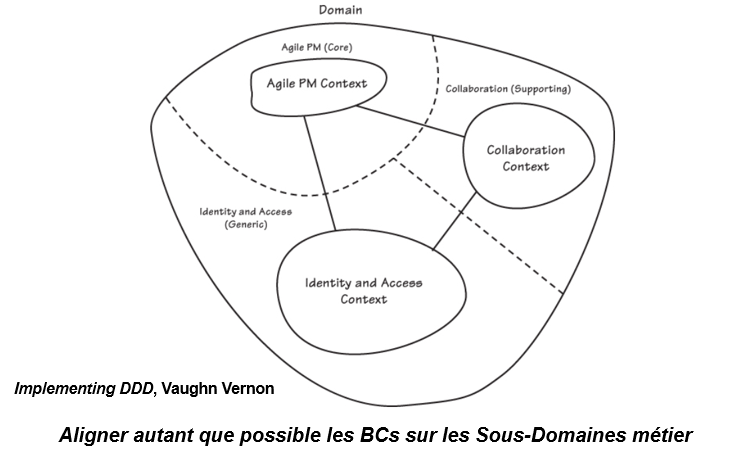 Domain
Agile PM (Core)
Agile PM Context
Collaboration (Supporting)
Collaboration
Context
Identity and Access
(Generic)
Identity and Access
Context
Implementing DDD, Vaughn Vernon
Aligner autant que possible les BCs sur les Sous-Domaines métier